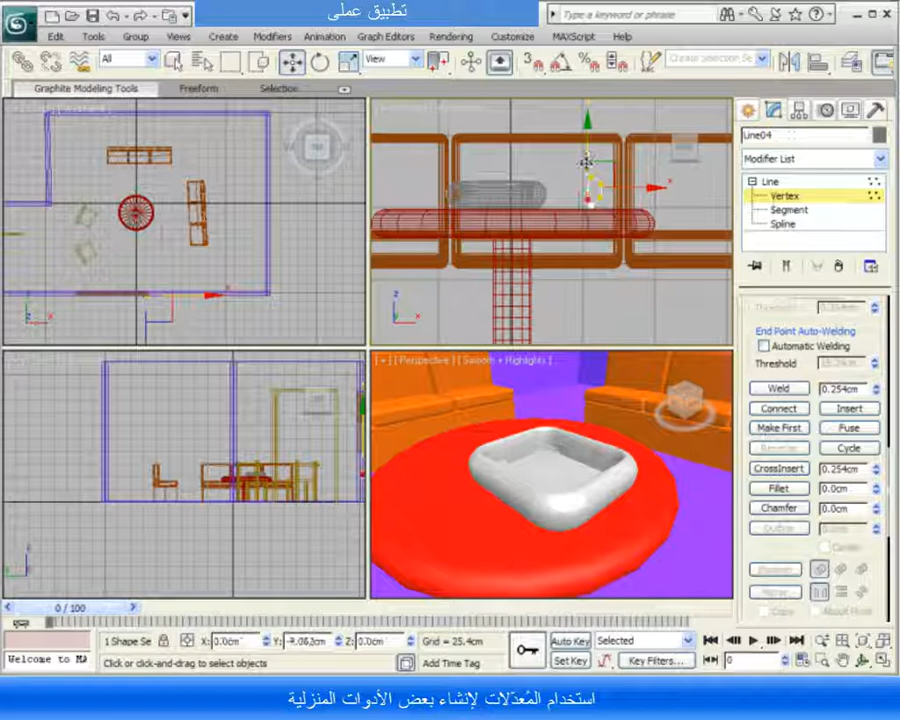 تطبيق عملى
Type a keyword or phrase
Edit Tools Group Views Create Modifiers Animation Graph Editors Rendering Customize MAXScript Help
All View
Graphite Modeling Tools Freeform Selection
Line04
Modifier List
Line
Vertex
Segment
Spline
End Point Auto-Welding
Automatic Welding
Threshold
Weld 0.254cm
Connect Insert
Make First Fuse
Cycle
CrossInsert 0.254cm
Fillet 0.0cm
Chamfer 0.0cm
[ + ] [ Perspective ] [ Smooth + Highlights ]
0 / 100
1 Shape Se X: 0.0cm Y: -4.063cm Z: 0.0cm Grid = 25.4cm Auto Key Selected
Welcome to MA Click or click-and-drag to select objects Add Time Tag Set Key Key Filters... 0
استخدام المُعدّلات لإنشاء بعض الأدوات المنزلية